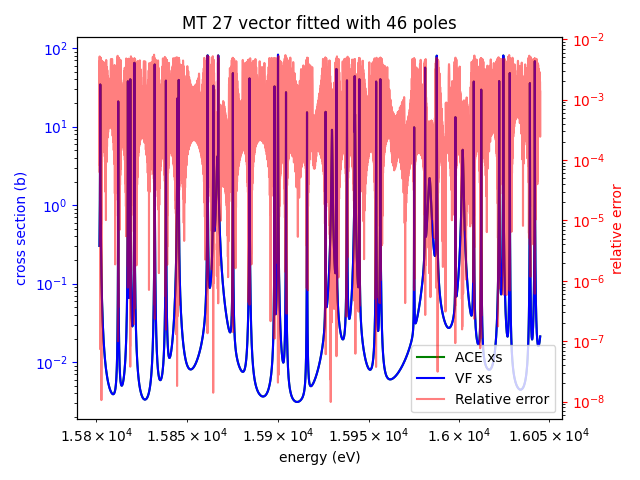 MT 27 vector fitted with 46 poles
10²
10¹
10⁰
10⁻¹
10⁻²
cross section (b)
10⁻²
10⁻³
10⁻⁴
10⁻⁵
10⁻⁶
10⁻⁷
10⁻⁸
relative error
ACE xs
VF xs
Relative error
1.58 × 10⁴ 1.585 × 10⁴ 1.59 × 10⁴ 1.595 × 10⁴ 1.6 × 10⁴ 1.605 × 10⁴
energy (eV)